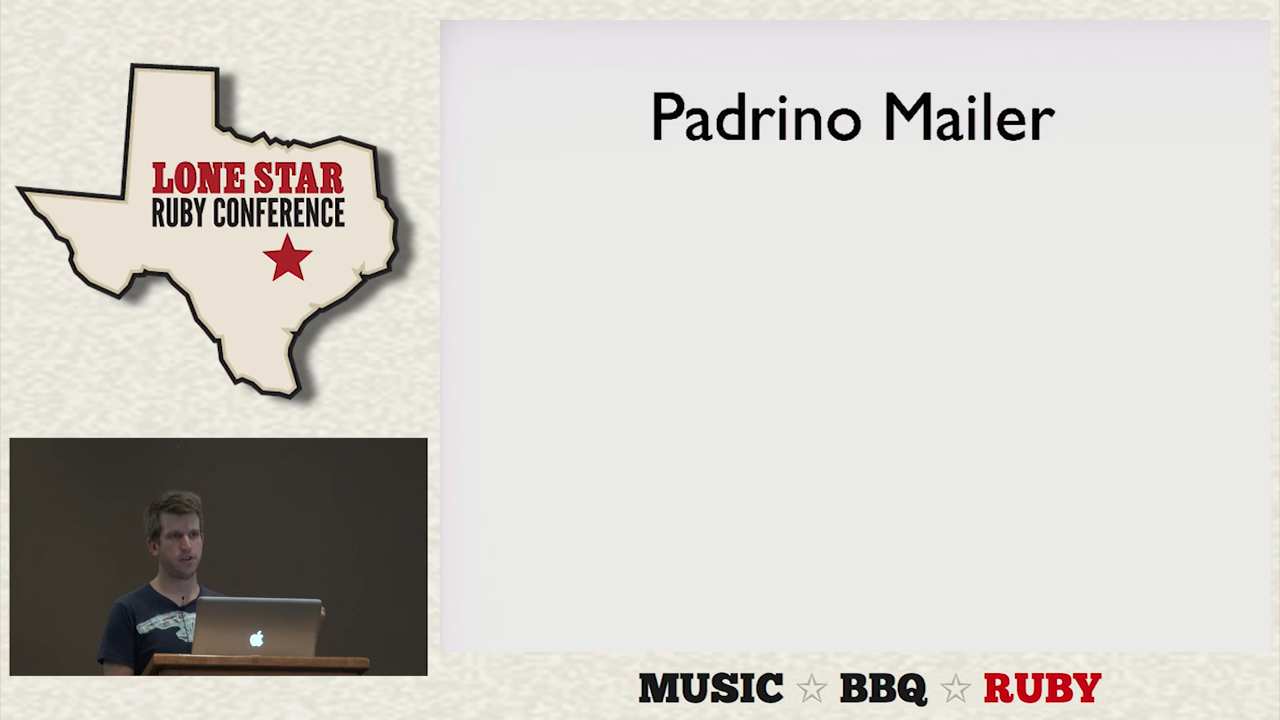 Padrino Mailer
LONE STAR
RUBY CONFERENCE
MUSIC ☆ BBQ ☆ RUBY